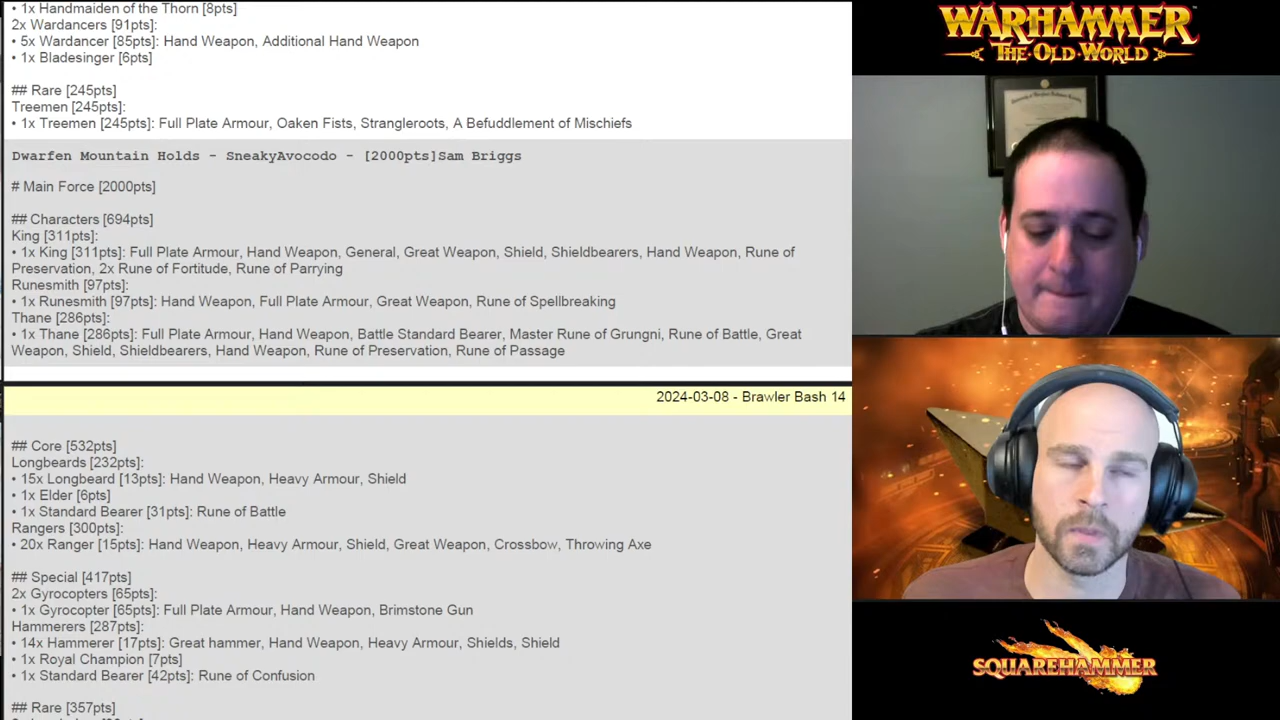 • 1x Handmaiden of the Thorn [8pts]
2x Wardancers [91pts]:
• 5x Wardancer [85pts]: Hand Weapon, Additional Hand Weapon
• 1x Bladesinger [6pts]
## Rare [245pts]
Treemen [245pts]:
• 1x Treemen [245pts]: Full Plate Armour, Oaken Fists, Strangleroots, A Befuddlement of Mischiefs
Dwarfen Mountain Holds - SneakyAvocodo - [2000pts]Sam Briggs
# Main Force [2000pts]
## Characters [694pts]
King [311pts]:
• 1x King [311pts]: Full Plate Armour, Hand Weapon, General, Great Weapon, Shield, Shieldbearers, Hand Weapon, Rune of
Preservation, 2x Rune of Fortitude, Rune of Parrying
Runesmith [97pts]:
• 1x Runesmith [97pts]: Hand Weapon, Full Plate Armour, Great Weapon, Rune of Spellbreaking
Thane [286pts]:
• 1x Thane [286pts]: Full Plate Armour, Hand Weapon, Battle Standard Bearer, Master Rune of Grungni, Rune of Battle, Great
Weapon, Shield, Shieldbearers, Hand Weapon, Rune of Preservation, Rune of Passage
2024-03-08 - Brawler Bash 14
## Core [532pts]
Longbeards [232pts]:
• 15x Longbeard [13pts]: Hand Weapon, Heavy Armour, Shield
• 1x Elder [6pts]
• 1x Standard Bearer [31pts]: Rune of Battle
Rangers [300pts]:
• 20x Ranger [15pts]: Hand Weapon, Heavy Armour, Shield, Great Weapon, Crossbow, Throwing Axe
## Special [417pts]
2x Gyrocopters [65pts]:
• 1x Gyrocopter [65pts]: Full Plate Armour, Hand Weapon, Brimstone Gun
Hammerers [287pts]:
• 14x Hammerer [17pts]: Great hammer, Hand Weapon, Heavy Armour, Shields, Shield
• 1x Royal Champion [7pts]
• 1x Standard Bearer [42pts]: Rune of Confusion
## Rare [357pts]
WARHAMMER
THE OLD WORLD
SQUAREHAMMER